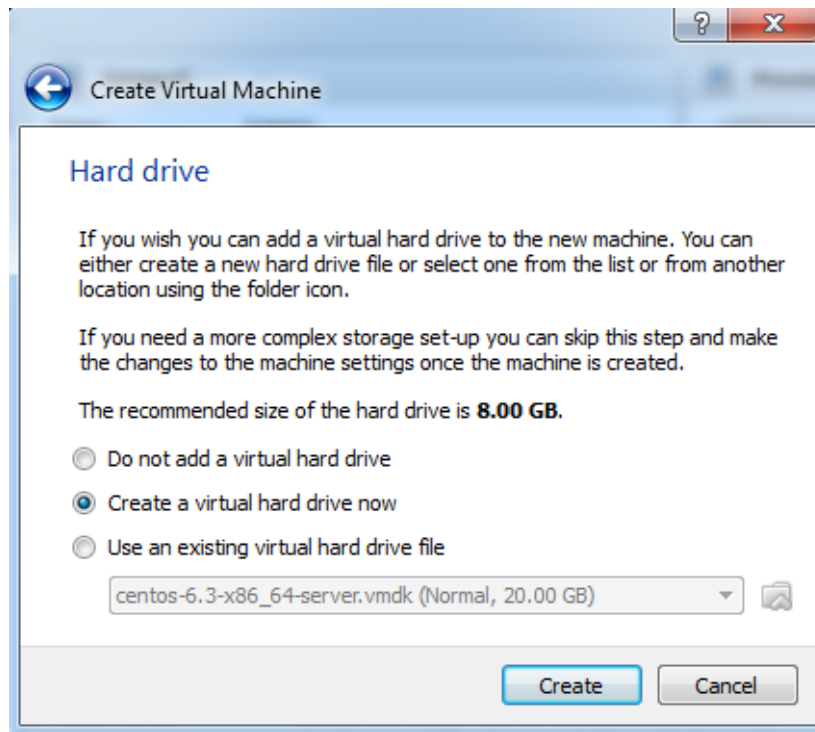 Create Virtual Machine
Hard drive
If you wish you can add a virtual hard drive to the new machine. You can
either create a new hard drive file or select one from the list or from another
location using the folder icon.
If you need a more complex storage set-up you can skip this step and make
the changes to the machine settings once the machine is created.
The recommended size of the hard drive is 8.00 GB.
Do not add a virtual hard drive
Create a virtual hard drive now
Use an existing virtual hard drive file
centos-6.3-x86_64-server.vmdk (Normal, 20.00 GB)
Create Cancel